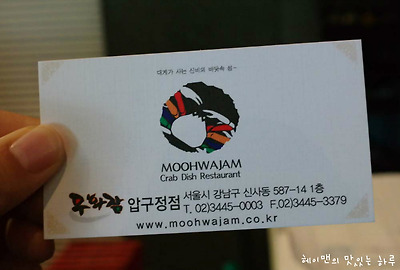 대게가 사는 신비의 바닷속 섬~
MOOHWAJAM
Crab Dish Restaurant
무화잠 압구정점 서울시 강남구 신사동 587-14 1층
T. 02)3445-0003 F.02)3445-3379
www.moohwajam.co.kr
헤이맨의 맛있는 하루